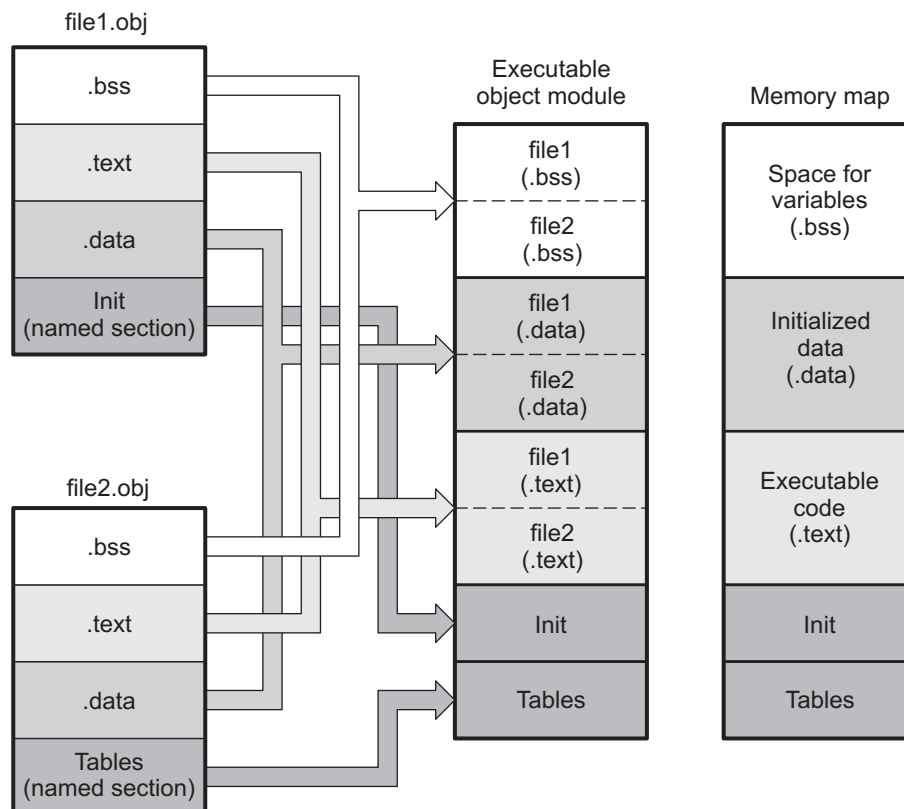 file1.obj
.bss
.text
.data
Init
(named section)
file2.obj
.bss
.text
.data
Tables
(named section)
Executable
object module
file1
(.bss)
file2
(.bss)
file1
(.data)
file2
(.data)
file1
(.text)
file2
(.text)
Init
Tables
Memory map
Space for
variables
(.bss)
Initialized
data
(.data)
Executable
code
(.text)
Init
Tables